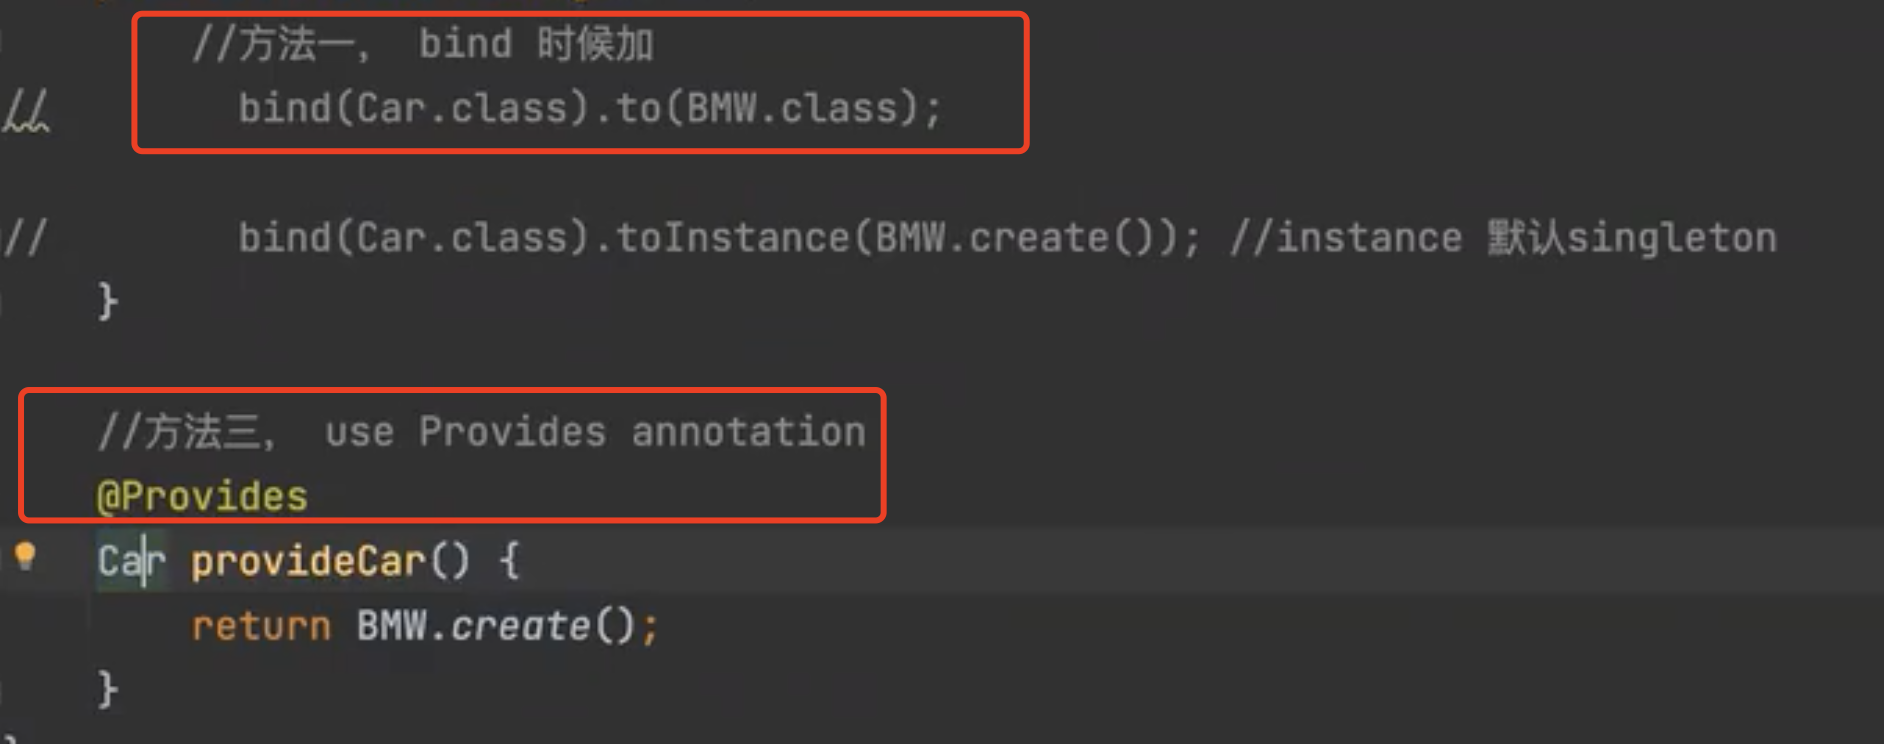 //方法一， bind 时候加
// bind(Car.class).to(BMW.class);
// bind(Car.class).toInstance(BMW.create()); //instance 默认singleton
}
//方法三， use Provides annotation
@Provides
Car provideCar() {
return BMW.create();
}
}